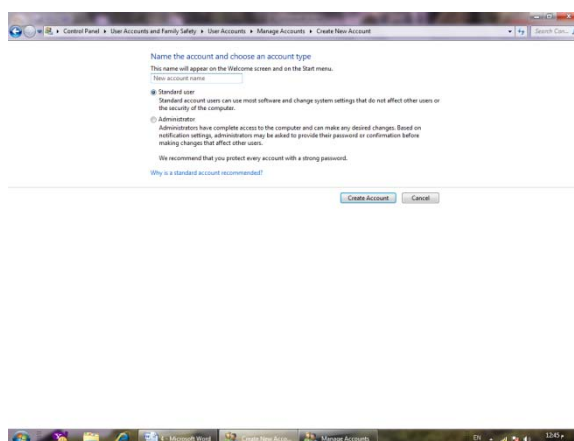 Control Panel ▸ User Accounts and Family Safety ▸ User Accounts ▸ Manage Accounts ▸ Create New Account
Search Con...
Name the account and choose an account type
This name will appear on the Welcome screen and on the Start menu.
New account name
Standard user
Standard account users can use most software and change system settings that do not affect other users or
the security of the computer.
Administrator
Administrators have complete access to the computer and can make any desired changes. Based on
notification settings, administrators may be asked to provide their password or confirmation before
making changes that affect other users.
We recommend that you protect every account with a strong password.
Why is a standard account recommended?
Create Account
Cancel
Microsoft Word
Create New Acco...
Manage Accounts
EN
12:45 م